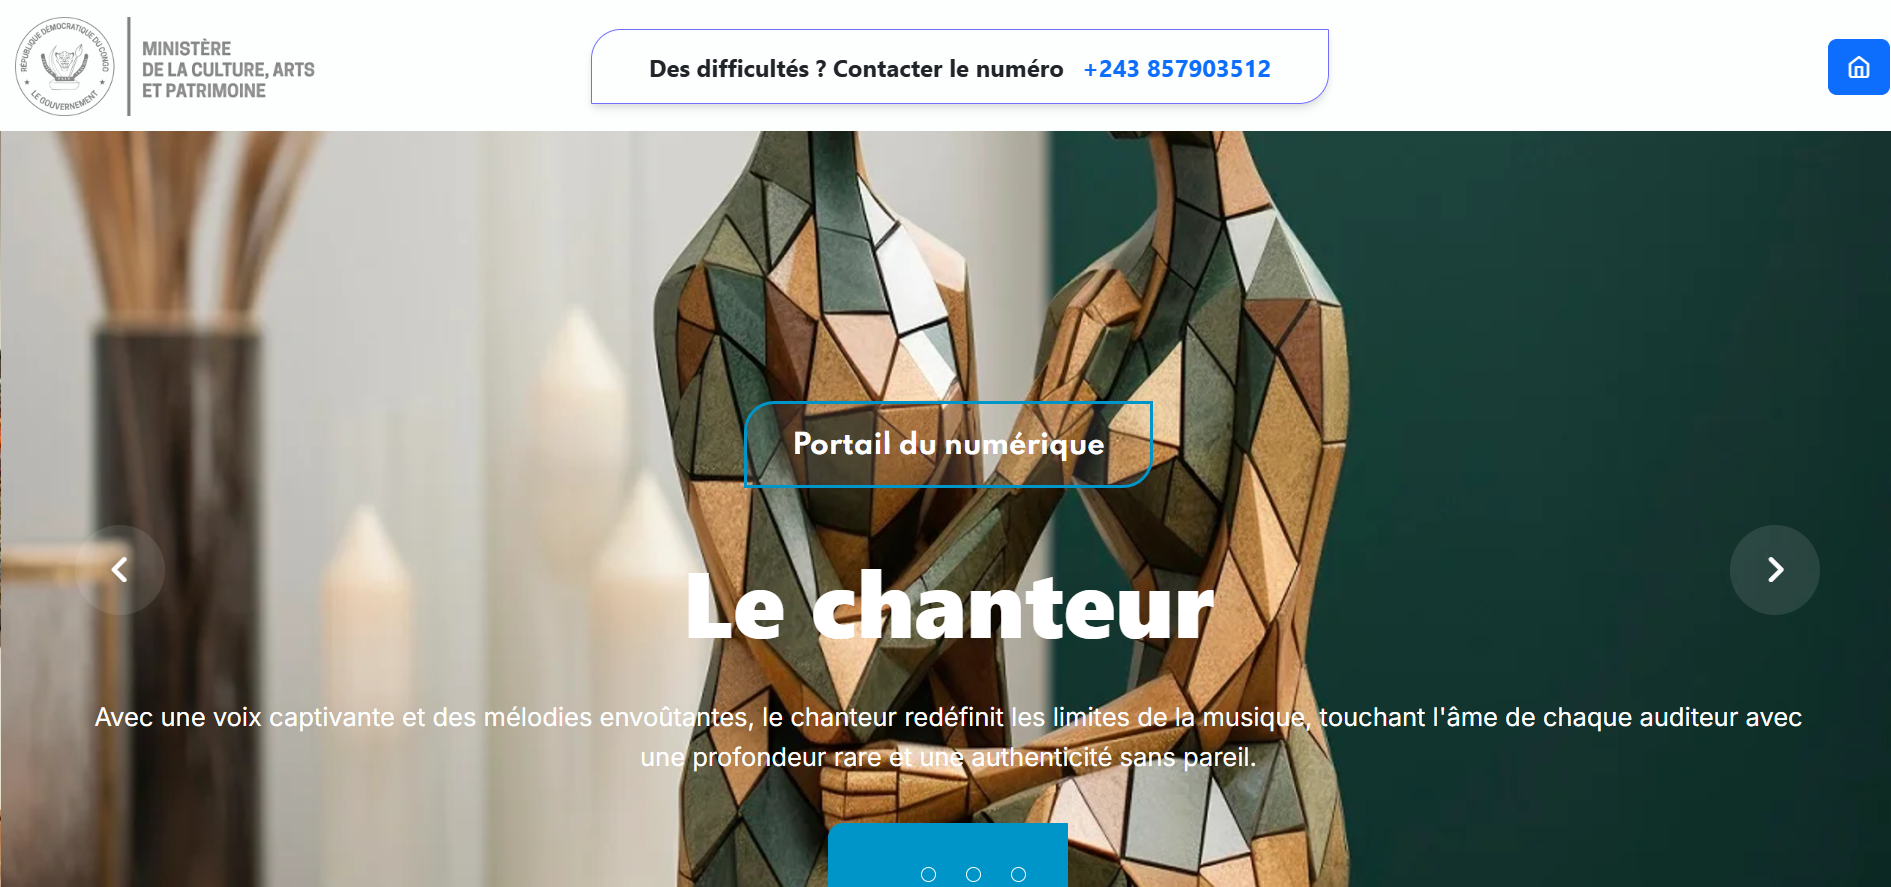 RÉPUBLIQUE DÉMOCRATIQUE DU CONGO
LE GOUVERNEMENT
MINISTÈRE
DE LA CULTURE, ARTS
ET PATRIMOINE
Des difficultés ? Contacter le numéro +243 857903512
Portail du numérique
Le chanteur
Avec une voix captivante et des mélodies envoûtantes, le chanteur redéfinit les limites de la musique, touchant l'âme de chaque auditeur avec
une profondeur rare et une authenticité sans pareil.